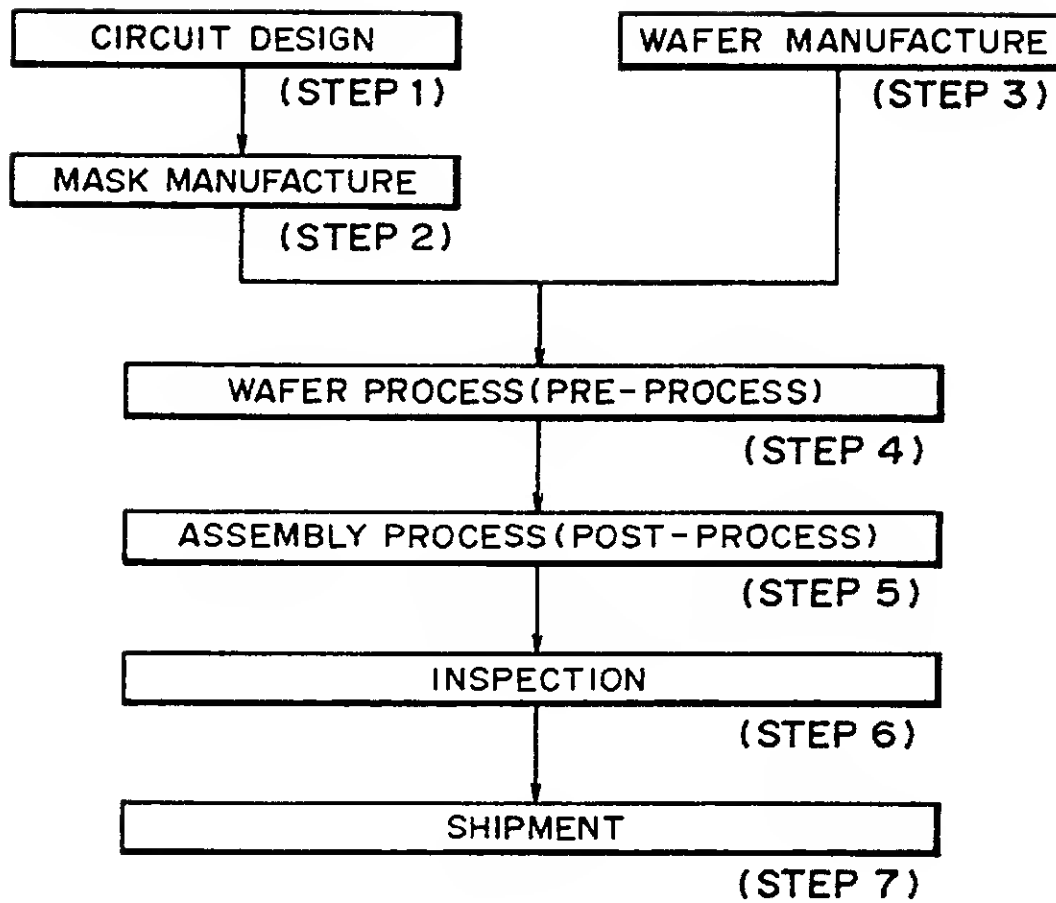 CIRCUIT DESIGN
(STEP 1)
WAFER MANUFACTURE
(STEP 3)
MASK MANUFACTURE
(STEP 2)
WAFER PROCESS(PRE-PROCESS)
(STEP 4)
ASSEMBLY PROCESS(POST-PROCESS)
(STEP 5)
INSPECTION
(STEP 6)
SHIPMENT
(STEP 7)